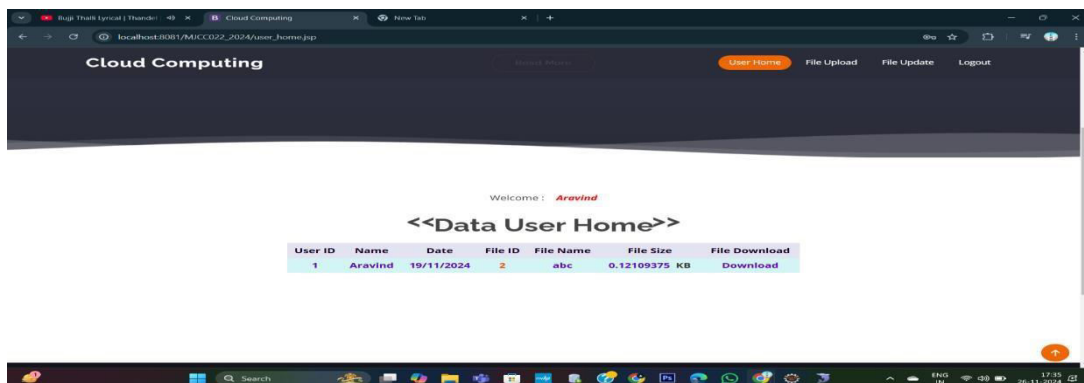 Bujji Thalli Lyrical | Thandel
Cloud Computing
New Tab
localhost:8081/MJCC022_2024/user_home.jsp
Cloud Computing
Read More
User Home
File Upload
File Update
Logout
Welcome : Aravind
<<Data User Home>>
User ID Name Date File ID File Name File Size File Download
1 Aravind 19/11/2024 2 abc 0.12109375 KB Download
Search
ENG
IN
17:35
26-11-2024